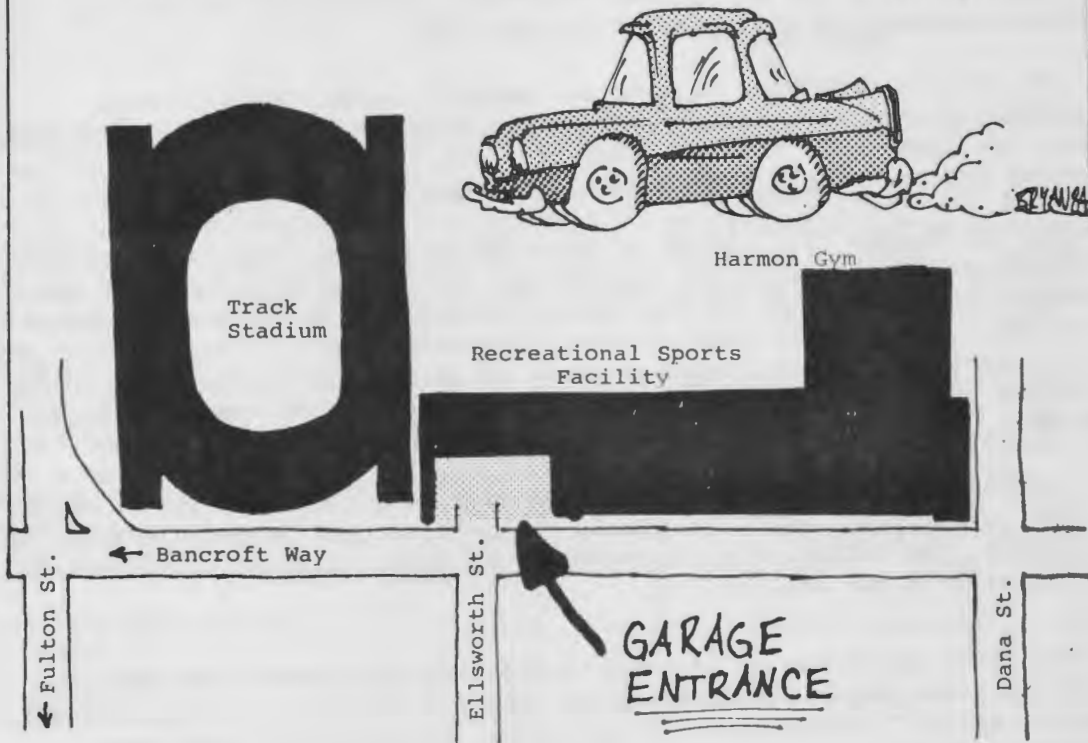 Harmon Gym
Track
Stadium
Recreational Sports
Facility
← Bancroft Way
← Fulton St.
Ellsworth St.
GARAGE
ENTRANCE
Dana St.